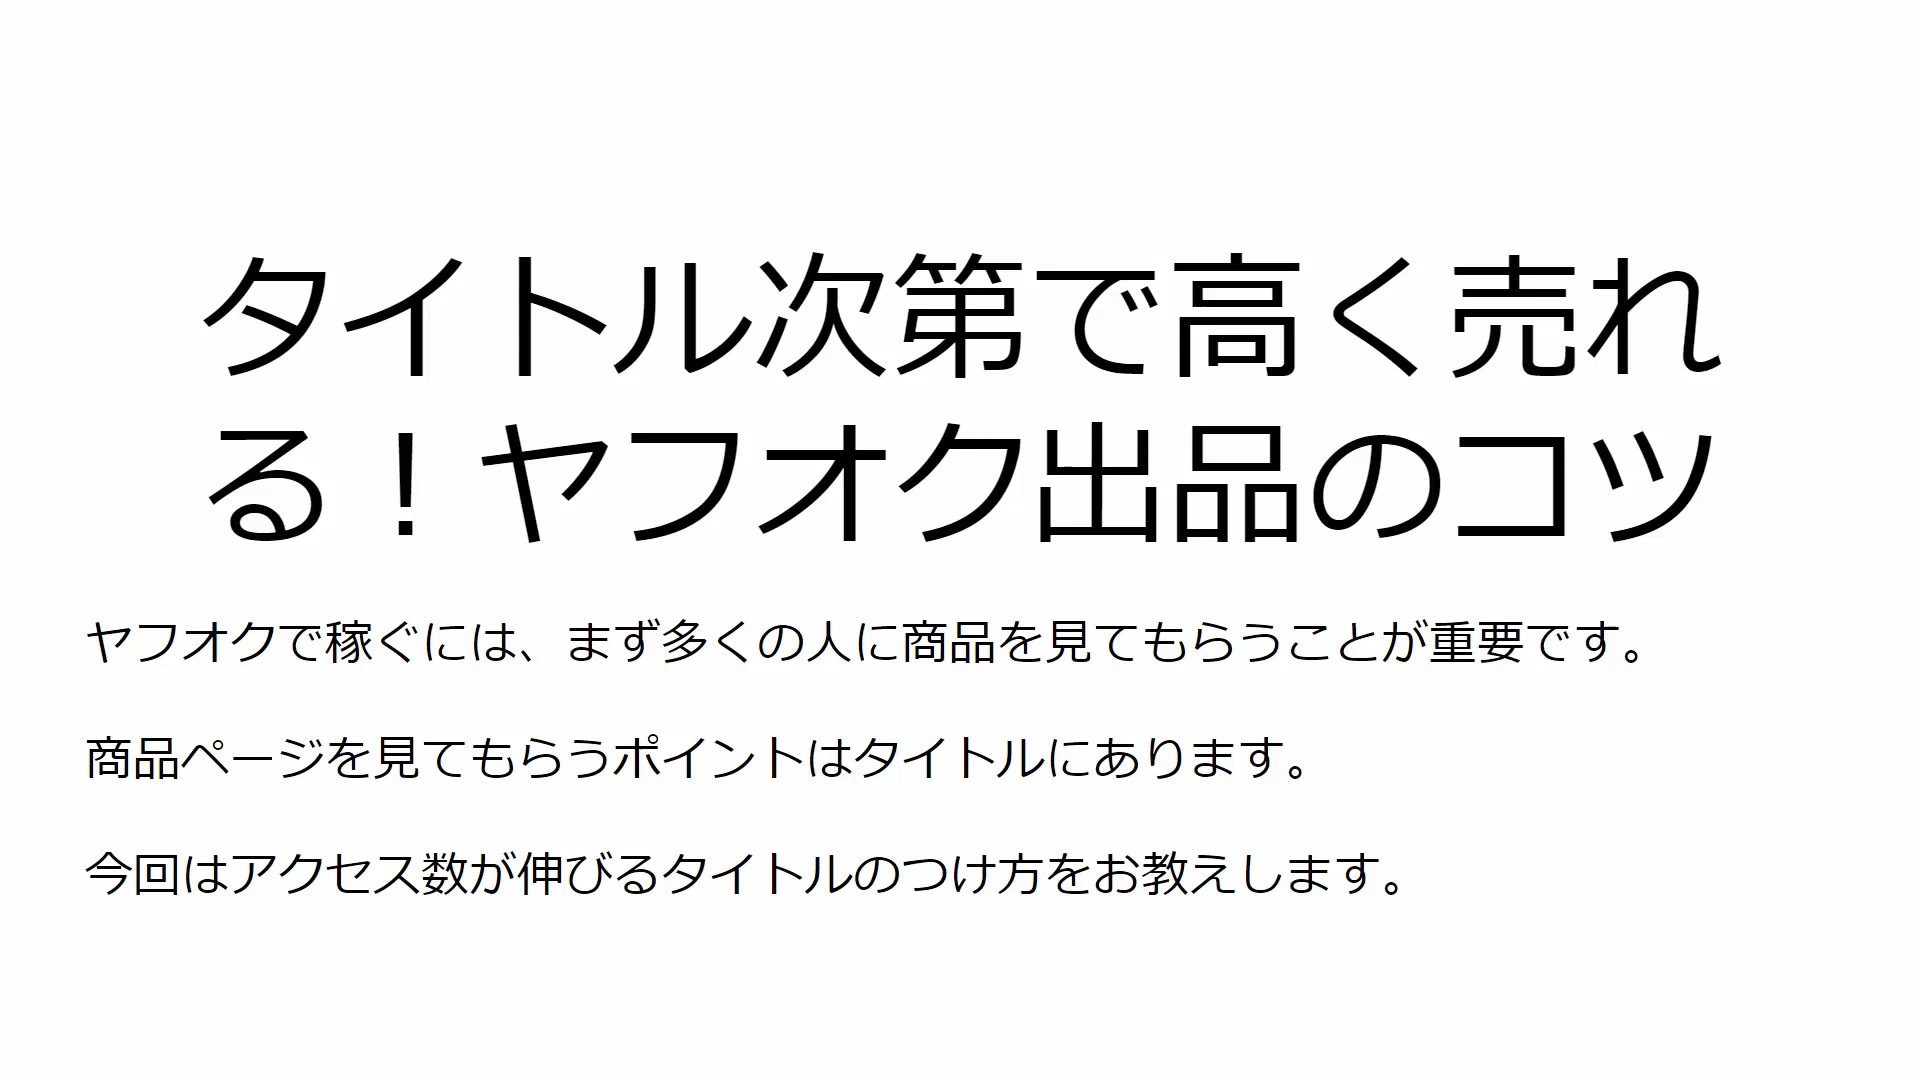 タイトル次第で高く売れ
る！ヤフオク出品のコツ
ヤフオクで稼ぐには、まず多くの人に商品を見てもらうことが重要です。
商品ページを見てもらうポイントはタイトルにあります。
今回はアクセス数が伸びるタイトルのつけ方をお教えします。